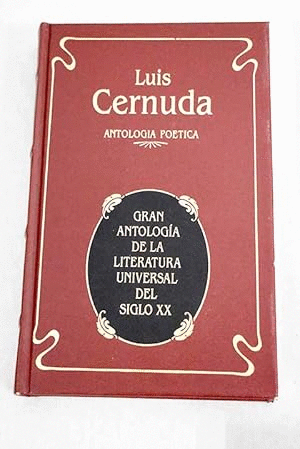 Luis
Cernuda
ANTOLOGIA POETICA
GRAN
ANTOLOGÍA
DE LA
LITERATURA
UNIVERSAL
DEL
SIGLO XX